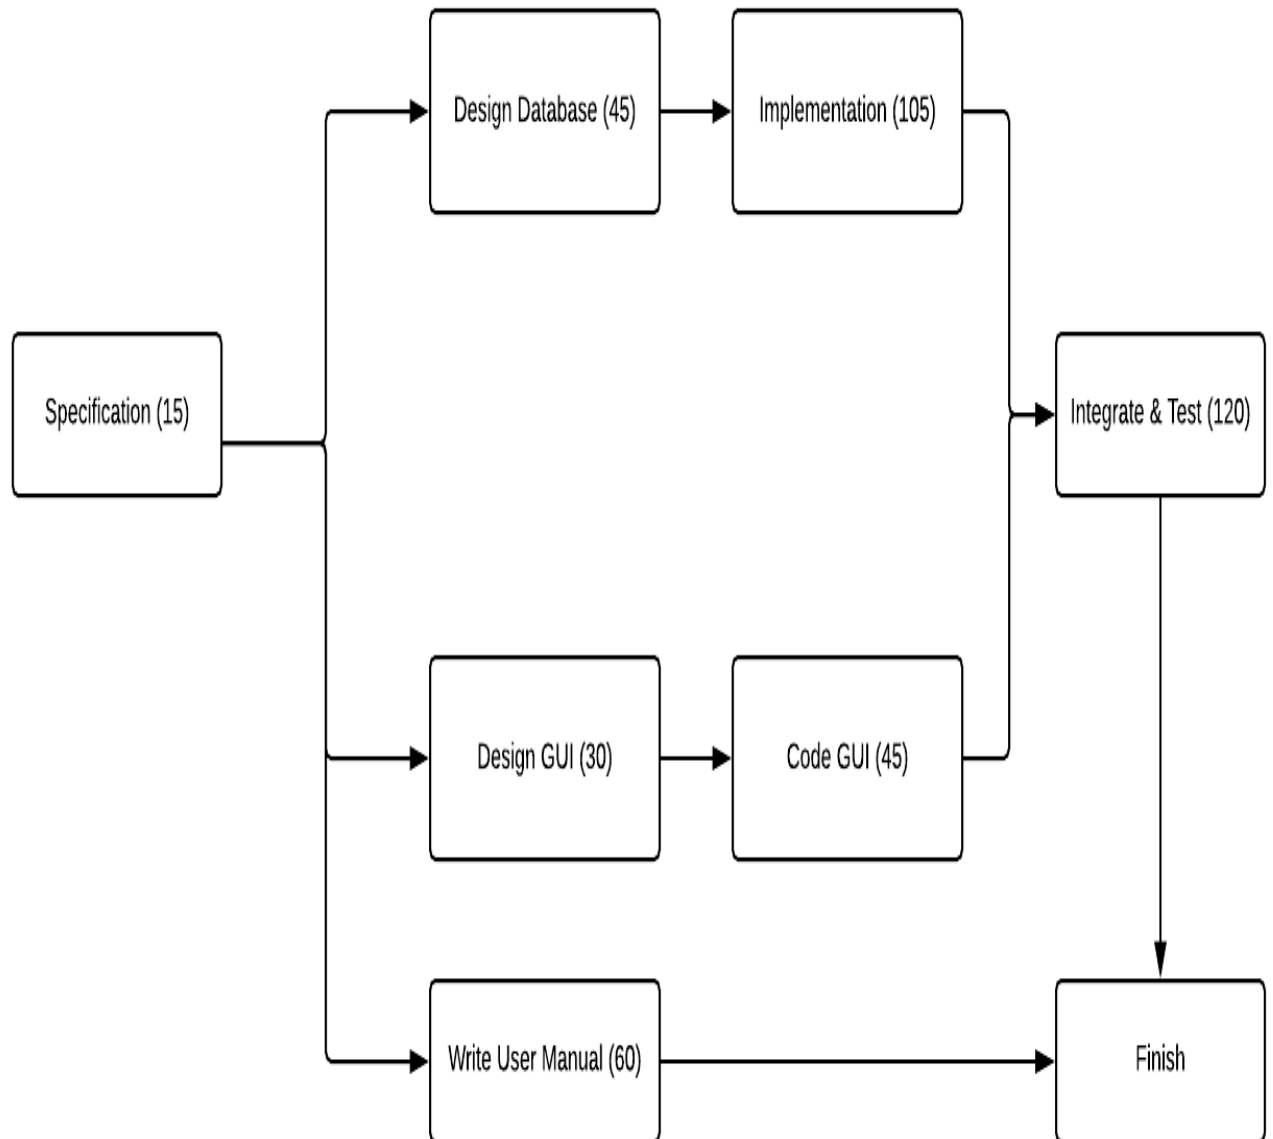 Design Database (45)
Implementation (105)
Specification (15)
Integrate & Test (120)
Design GUI (30)
Code GUI (45)
Write User Manual (60)
Finish